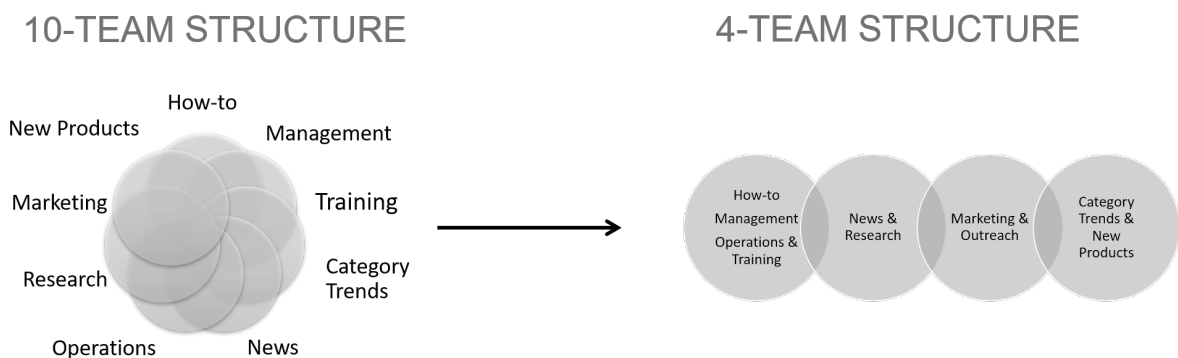 10-TEAM STRUCTURE
4-TEAM STRUCTURE
How-to
New Products
Management
Marketing
Training
Research
Category
Trends
Operations
News
How-to
Management
Operations &
Training
News &
Research
Marketing &
Outreach
Category
Trends &
New
Products